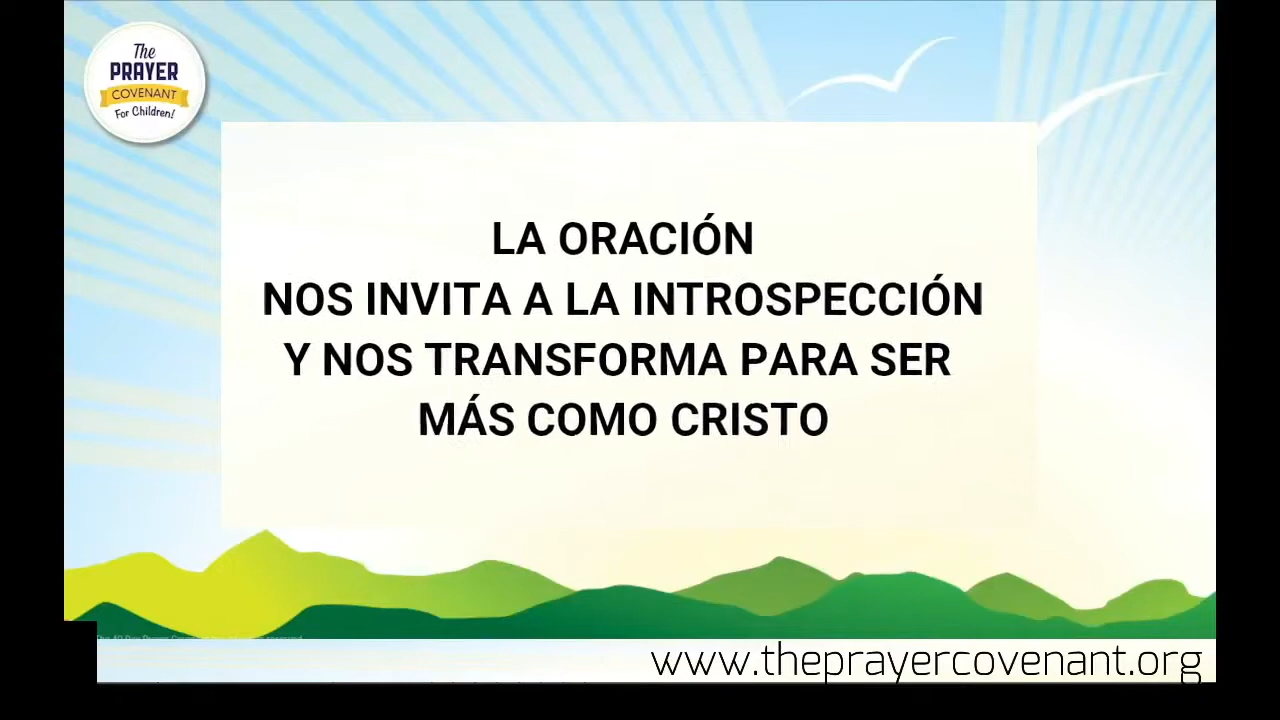 The
PRAYER
COVENANT
For Children!
LA ORACIÓN
NOS INVITA A LA INTROSPECCIÓN
Y NOS TRANSFORMA PARA SER
MÁS COMO CRISTO
www.theprayercovenant.org